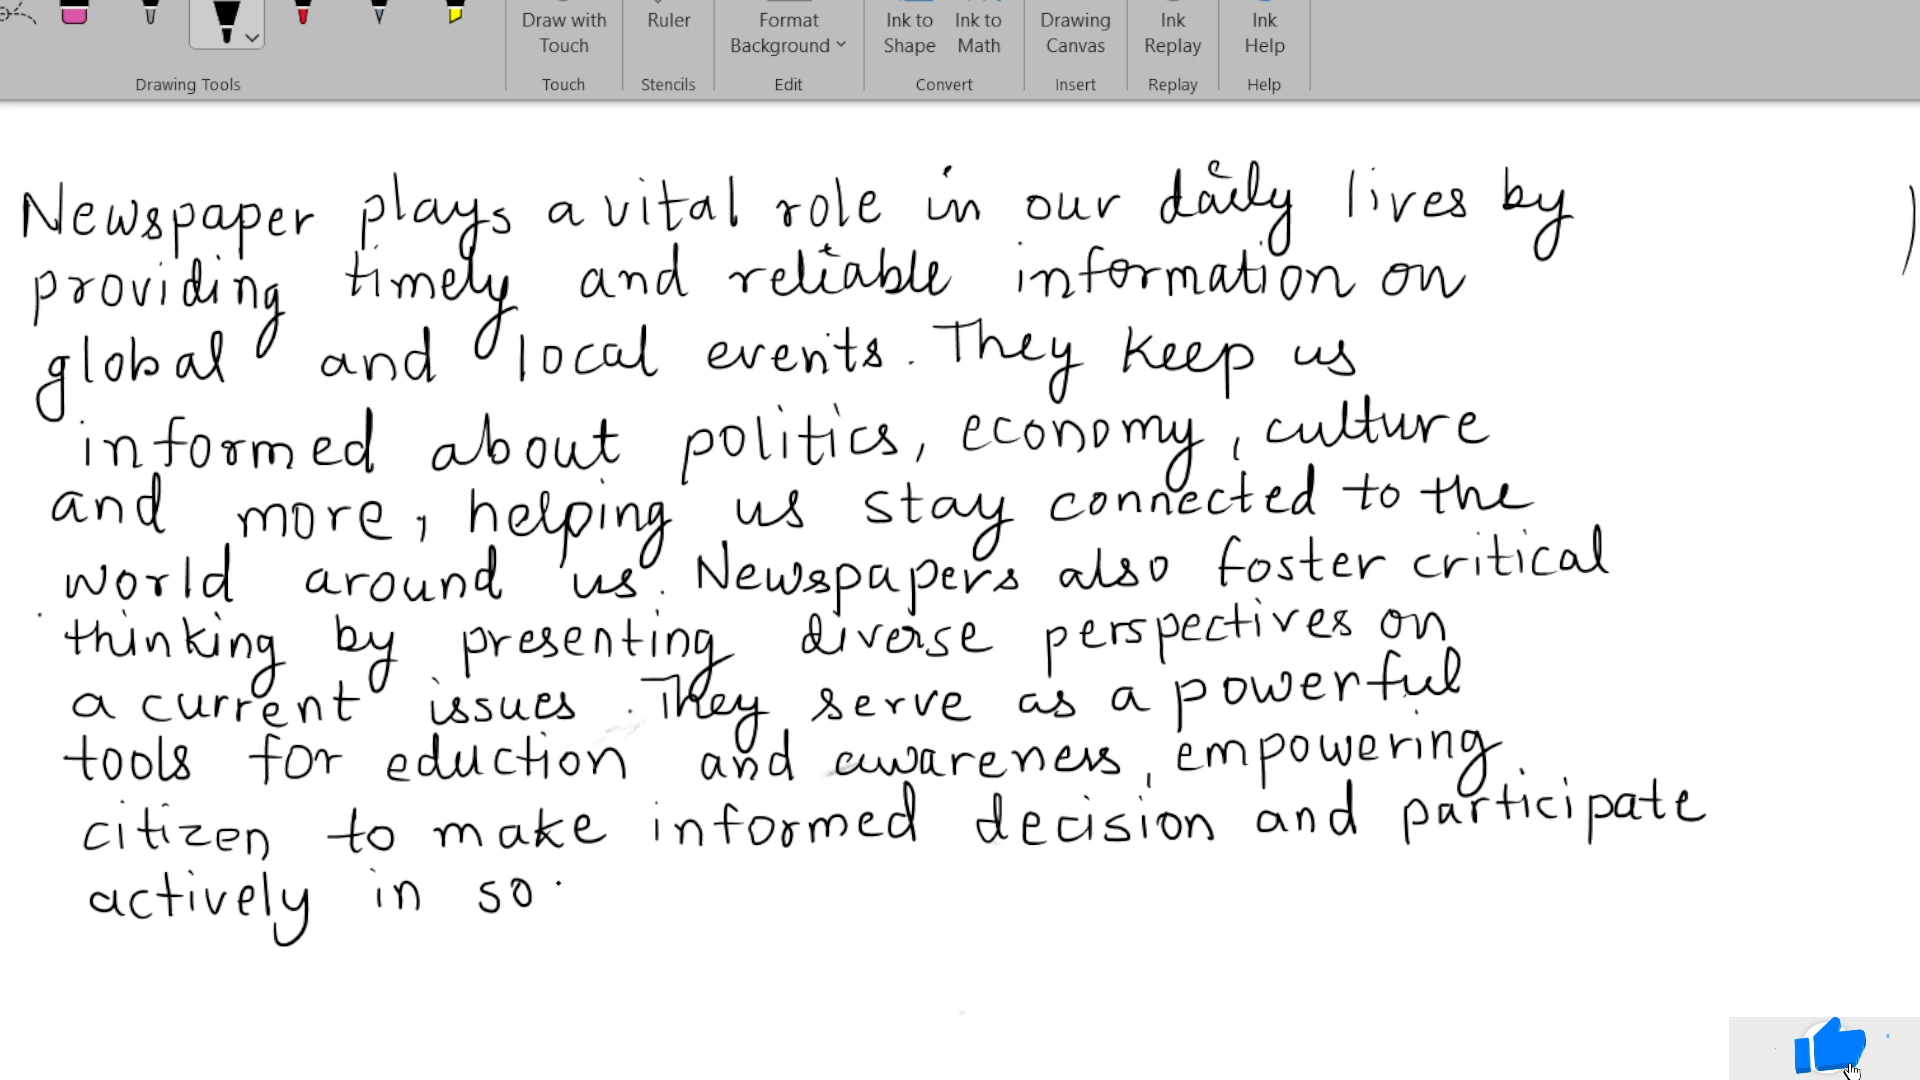 Draw with Touch
Ruler
Format Background
Ink to Shape
Ink to Math
Drawing Canvas
Ink Replay
Ink Help
Drawing Tools
Touch
Stencils
Edit
Convert
Insert
Replay
Help
Newspaper plays a vital role in our daily lives by
providing timely and reliable information on
global and local events. They keep us
informed about politics, economy, culture
and more, helping us stay connected to the
world around us. Newspapers also foster critical
thinking by presenting diverse perspectives on
a current issues. They serve as a powerful
tools for eduction and awareness, empowering
citizen to make informed decision and participate
actively in so